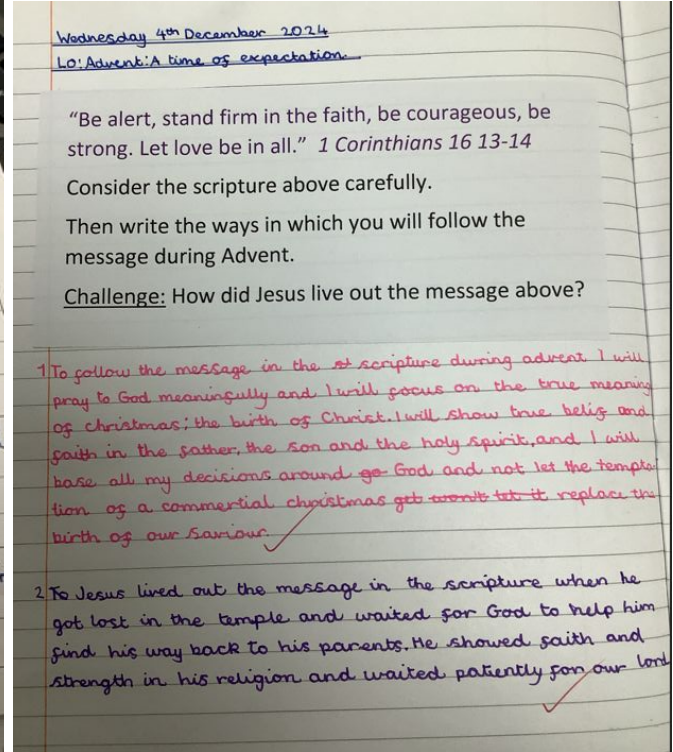 Wednesday 4th December 2024
LO: Advent: A time of expectation
“Be alert, stand firm in the faith, be courageous, be
strong. Let love be in all.” 1 Corinthians 16 13-14
Consider the scripture above carefully.
Then write the ways in which you will follow the
message during Advent.
Challenge: How did Jesus live out the message above?
1 To follow the message in the scripture during advent I will
pray to God meaningfully and I will focus on the true meaning
of christmas; the birth of Christ. I will show true belif and
faith in the father, the son and the holy spirit, and I will
base all my decisions around go God and not let the tempta
tion of a commertial christmas get won't let it replace the
birth of our Saviour.
2 To Jesus lived out the message in the scripture when he
got lost in the temple and waited for God to help him
find his way back to his parents. He showed faith and
strength in his religion and waited patiently for our lord